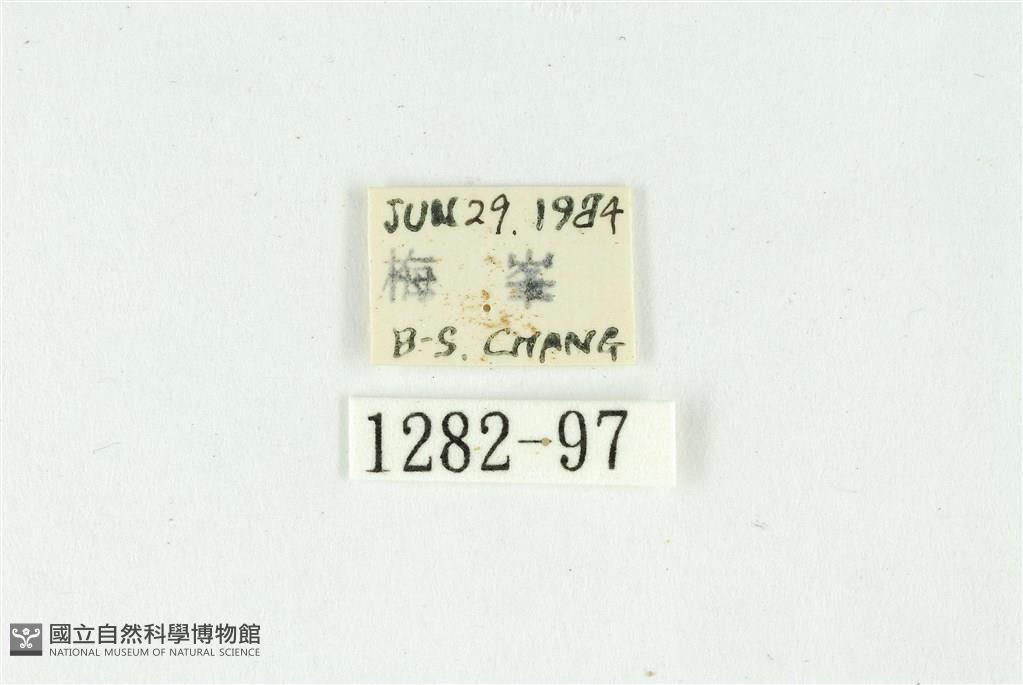 JUN 29. 1984
梅 峯
B-S. CHANG
1282-97
國立自然科學博物館
NATIONAL MUSEUM OF NATURAL SCIENCE